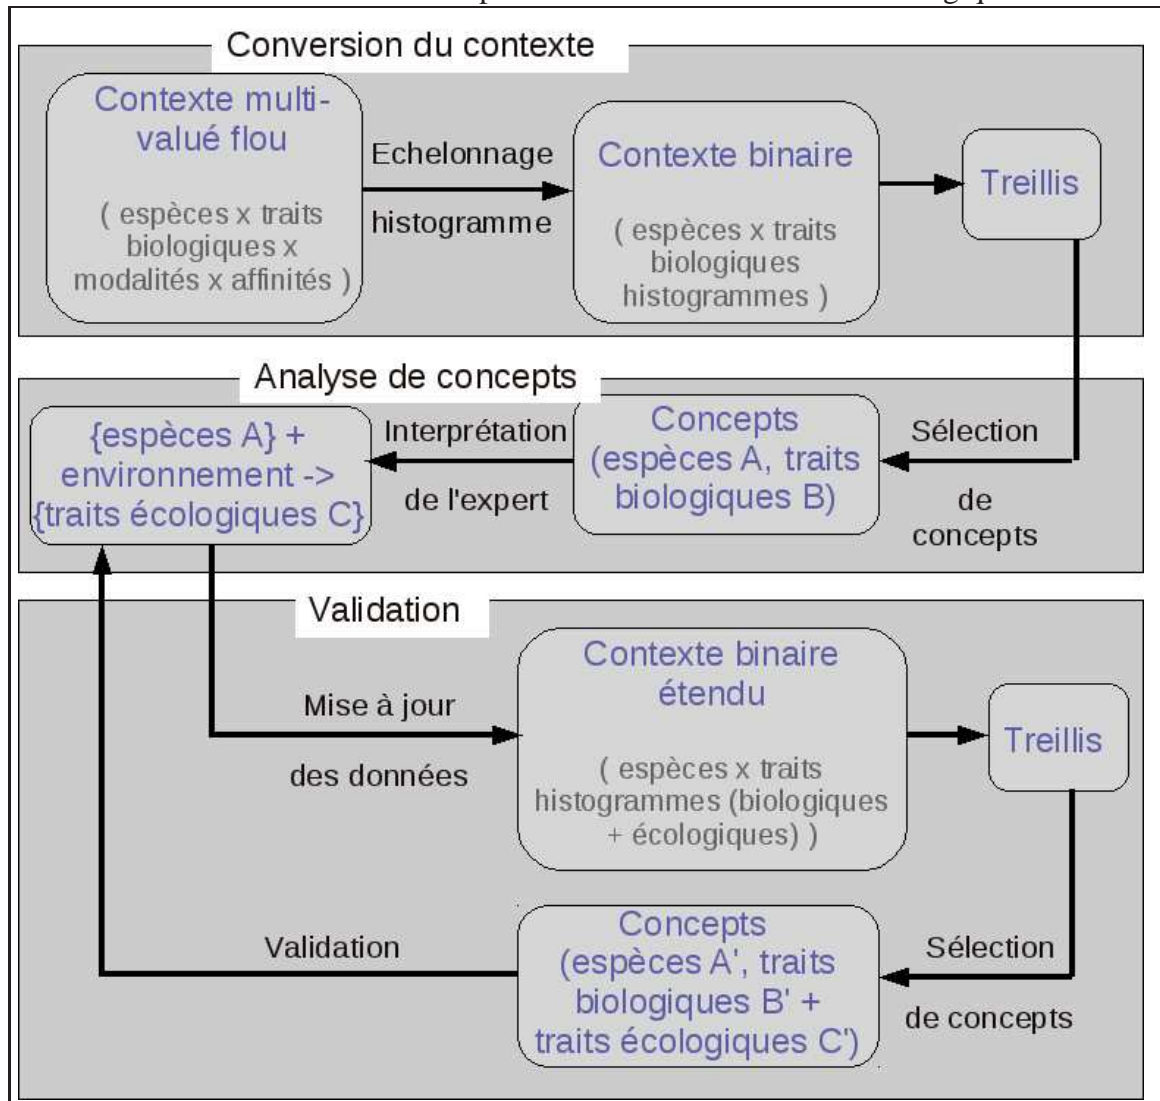 Conversion du contexte
Contexte multi-
valué flou
( espèces x traits
biologiques x
modalités x affinités )
Echelonnage
histogramme
Contexte binaire
( espèces x traits
biologiques
histogrammes )
Treillis
Analyse de concepts
{espèces A} +
environnement ->
{traits écologiques C}
Interprétation
de l'expert
Concepts
(espèces A, traits
biologiques B)
Sélection
de
concepts
Validation
Mise à jour
des données
Contexte binaire
étendu
( espèces x traits
histogrammes (biologiques
+ écologiques) )
Treillis
Validation
Concepts
(espèces A', traits
biologiques B' +
traits écologiques C')
Sélection
de concepts